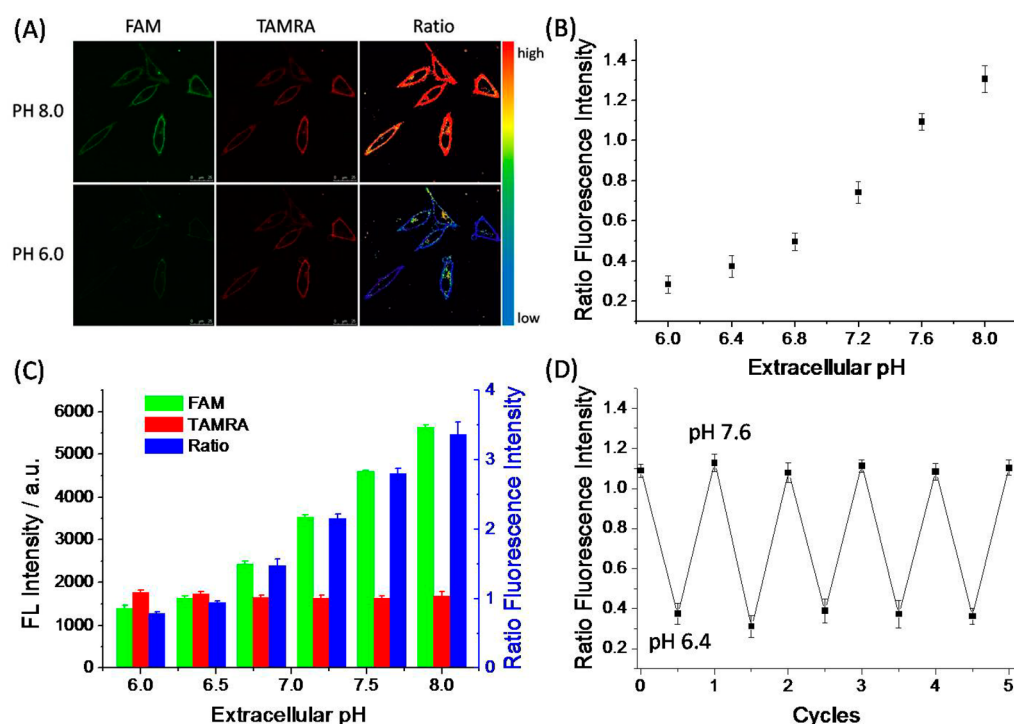 (A)
FAM
TAMRA
Ratio
high
PH 8.0
PH 6.0
low
(B)
Ratio Fluorescence Intensity
1.4
1.2
1.0
0.8
0.6
0.4
0.2
6.0 6.4 6.8 7.2 7.6 8.0
Extracellular pH
(C)
FL Intensity / a.u.
6000
5000
4000
3000
2000
1000
0
FAM
TAMRA
Ratio
4
3
2
1
0
Ratio Fluorescence Intensity
6.0 6.5 7.0 7.5 8.0
Extracellular pH
(D)
Ratio Fluorescence Intensity
1.4
1.2
1.0
0.8
0.6
0.4
0.2
pH 7.6
pH 6.4
0 1 2 3 4 5
Cycles